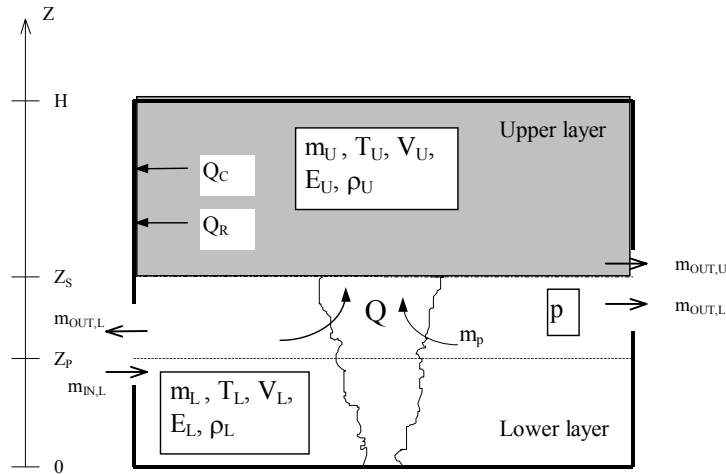 Z
H
Upper layer
m_U , T_U, V_U,
E_U, ρ_U
Q_C
Q_R
m_OUT,U
Z_S
m_OUT,L
p
Q
m_OUT,L
m_p
Z_P
m_IN,L
m_L , T_L, V_L,
E_L, ρ_L
Lower layer
0